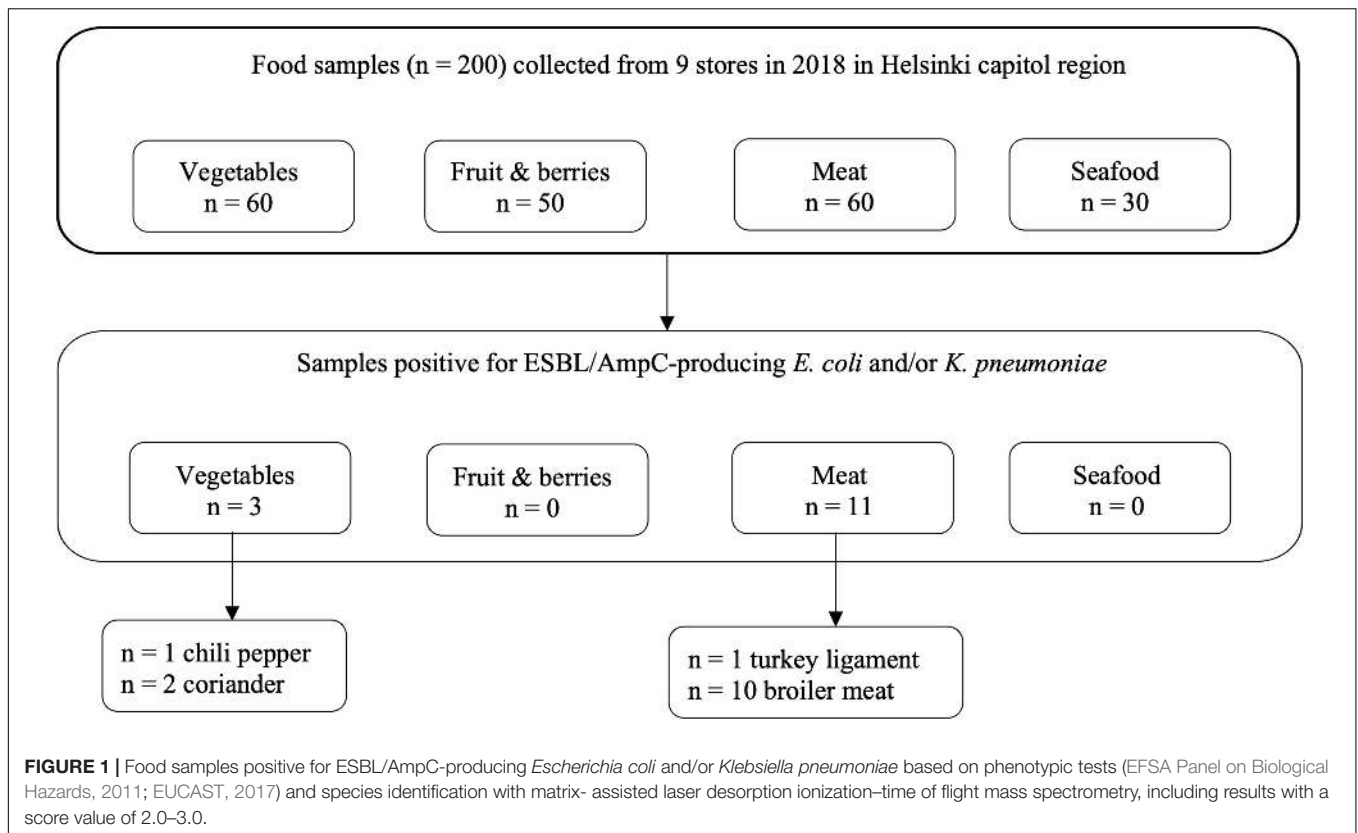 Food samples (n = 200) collected from 9 stores in 2018 in Helsinki capitol region
Vegetables
n = 60
Fruit & berries
n = 50
Meat
n = 60
Seafood
n = 30
Samples positive for ESBL/AmpC-producing E. coli and/or K. pneumoniae
Vegetables
n = 3
Fruit & berries
n = 0
Meat
n = 11
Seafood
n = 0
n = 1 chili pepper
n = 2 coriander
n = 1 turkey ligament
n = 10 broiler meat
FIGURE 1 | Food samples positive for ESBL/AmpC-producing Escherichia coli and/or Klebsiella pneumoniae based on phenotypic tests (EFSA Panel on Biological
Hazards, 2011; EUCAST, 2017) and species identification with matrix- assisted laser desorption ionization–time of flight mass spectrometry, including results with a
score value of 2.0–3.0.